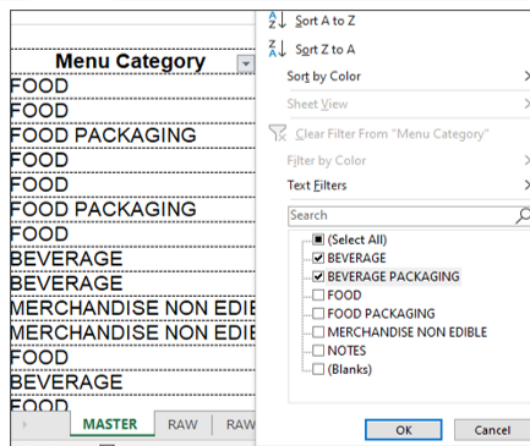 Menu Category
FOOD
FOOD
FOOD PACKAGING
FOOD
FOOD
FOOD PACKAGING
FOOD
BEVERAGE
BEVERAGE
MERCHANDISE NON EDIB
MERCHANDISE NON EDIB
FOOD
BEVERAGE
FOOD
MASTER
RAW
RAW
Sort A to Z
Sort Z to A
Sort by Color
Sheet View
Clear Filter From "Menu Category"
Filter by Color
Text Filters
Search
(Select All)
BEVERAGE
BEVERAGE PACKAGING
FOOD
FOOD PACKAGING
MERCHANDISE NON EDIBLE
NOTES
(Blanks)
OK
Cancel